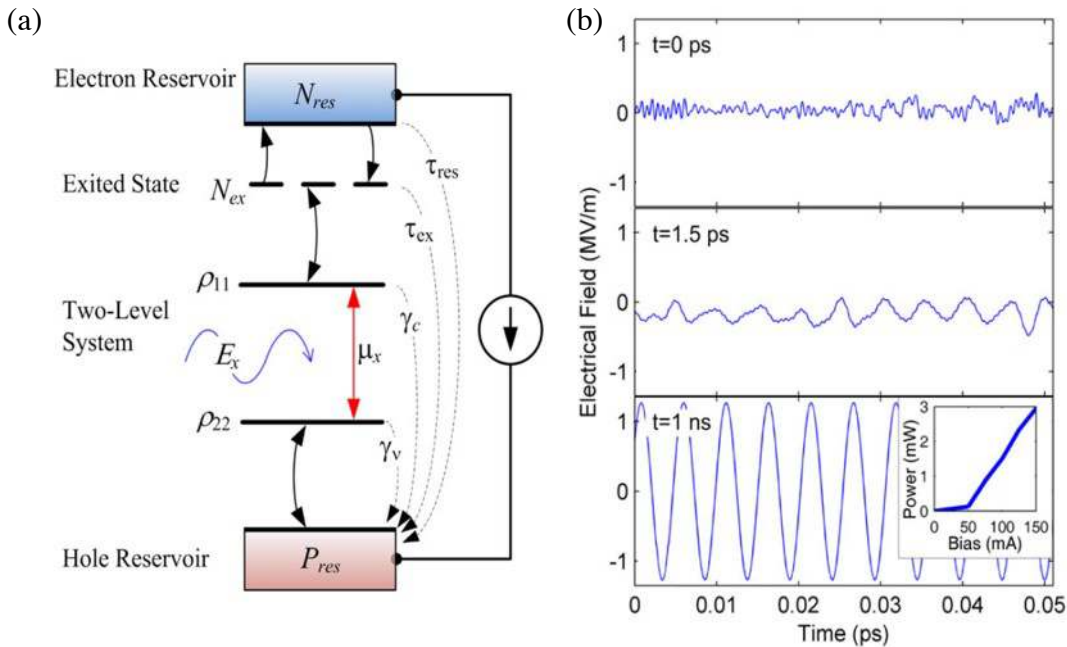 (a)
Electron Reservoir
N_res
Exited State
N_ex
τ_res
τ_ex
ρ_11
Two-Level
System
E_x
μ_x
γ_c
ρ_22
γ_v
Hole Reservoir
P_res
(b)
1
0
-1
t=0 ps
1
0
-1
t=1.5 ps
Electrical Field (MV/m)
1
0
-1
t=1 ns
3
2
1
0
Power (mW)
0 50 100 150
Bias (mA)
0 0.01 0.02 0.03 0.04 0.05
Time (ps)